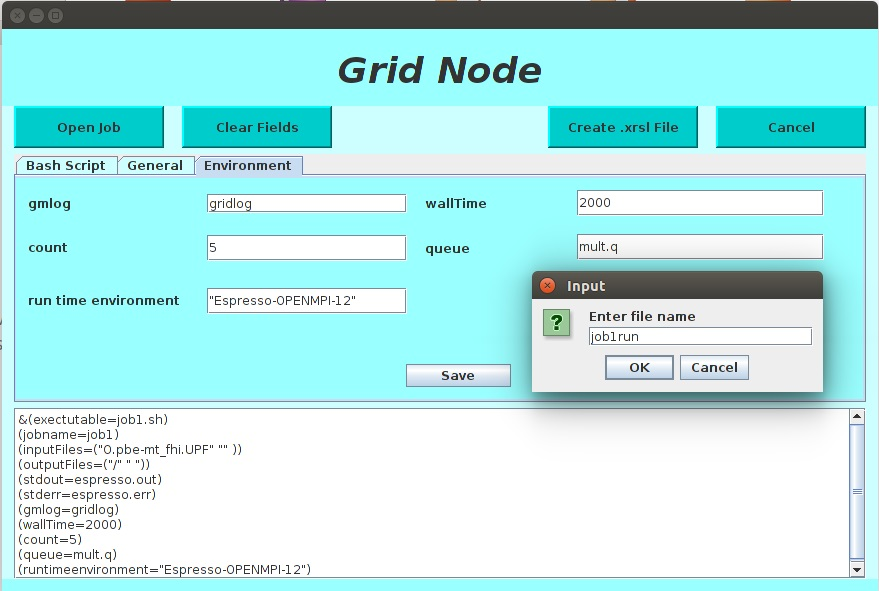 Grid Node
Open Job Clear Fields Create .xrsl File Cancel
Bash Script General Environment
gmlog gridlog wallTime 2000
count 5 queue mult.q
Input
run time environment "Espresso-OPENMPI-12"
?
Enter file name
job1run
OK Cancel
Save
&(exectutable=job1.sh)
(jobname=job1)
(inputFiles=("O.pbe-mt_fhi.UPF" "" ))
(outputFiles=("/" " "))
(stdout=espresso.out)
(stderr=espresso.err)
(gmlog=gridlog)
(wallTime=2000)
(count=5)
(queue=mult.q)
(runtimeenvironment="Espresso-OPENMPI-12")